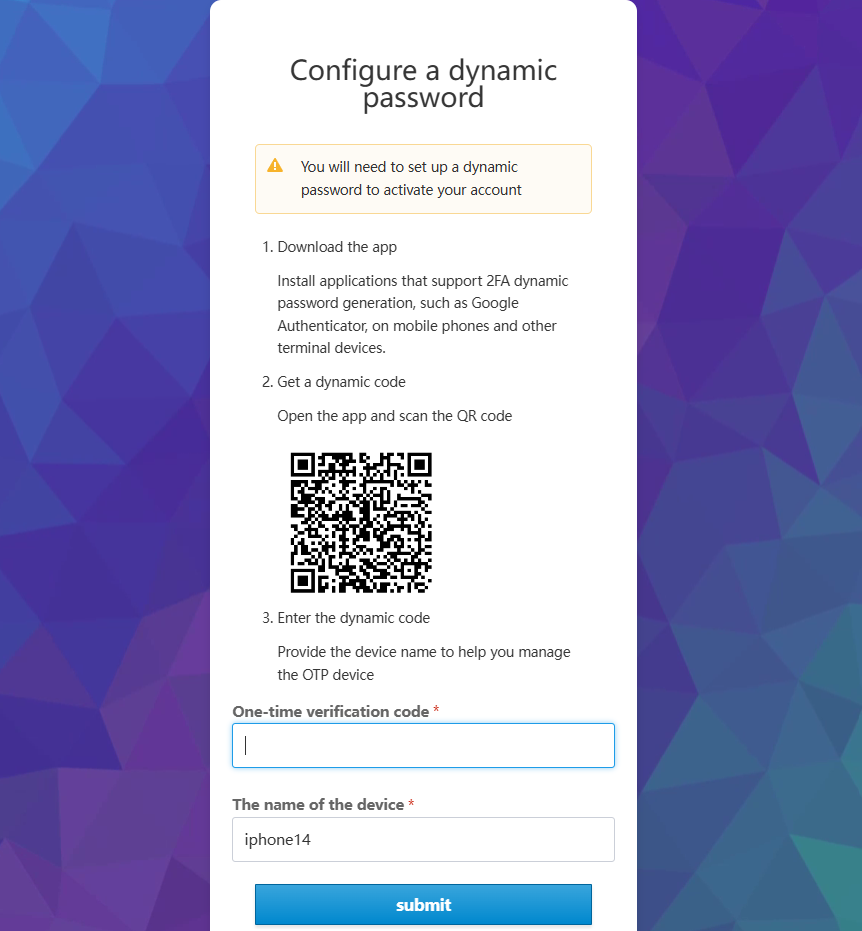 Configure a dynamic
password
You will need to set up a dynamic
password to activate your account
1. Download the app
Install applications that support 2FA dynamic
password generation, such as Google
Authenticator, on mobile phones and other
terminal devices.
2. Get a dynamic code
Open the app and scan the QR code
3. Enter the dynamic code
Provide the device name to help you manage
the OTP device
One-time verification code *
The name of the device *
iphone14
submit